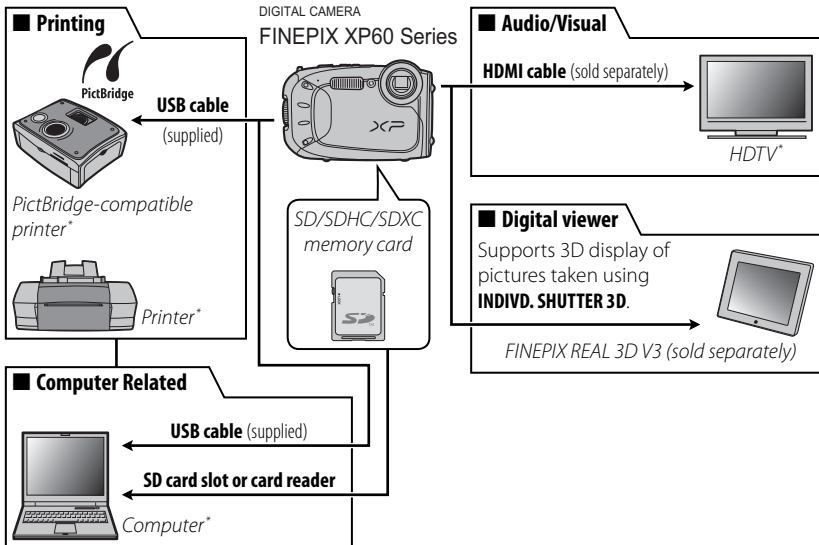 DIGITAL CAMERA
FINEPIX XP60 Series
■ Printing
PictBridge
USB cable
(supplied)
PictBridge-compatible
printer*
Printer*
XP
SD/SDHC/SDXC
memory card
SD
■ Computer Related
USB cable (supplied)
SD card slot or card reader
Computer*
■ Audio/Visual
HDMI cable (sold separately)
HDTV*
■ Digital viewer
Supports 3D display of
pictures taken using
INDIVD. SHUTTER 3D.
FINEPIX REAL 3D V3 (sold separately)